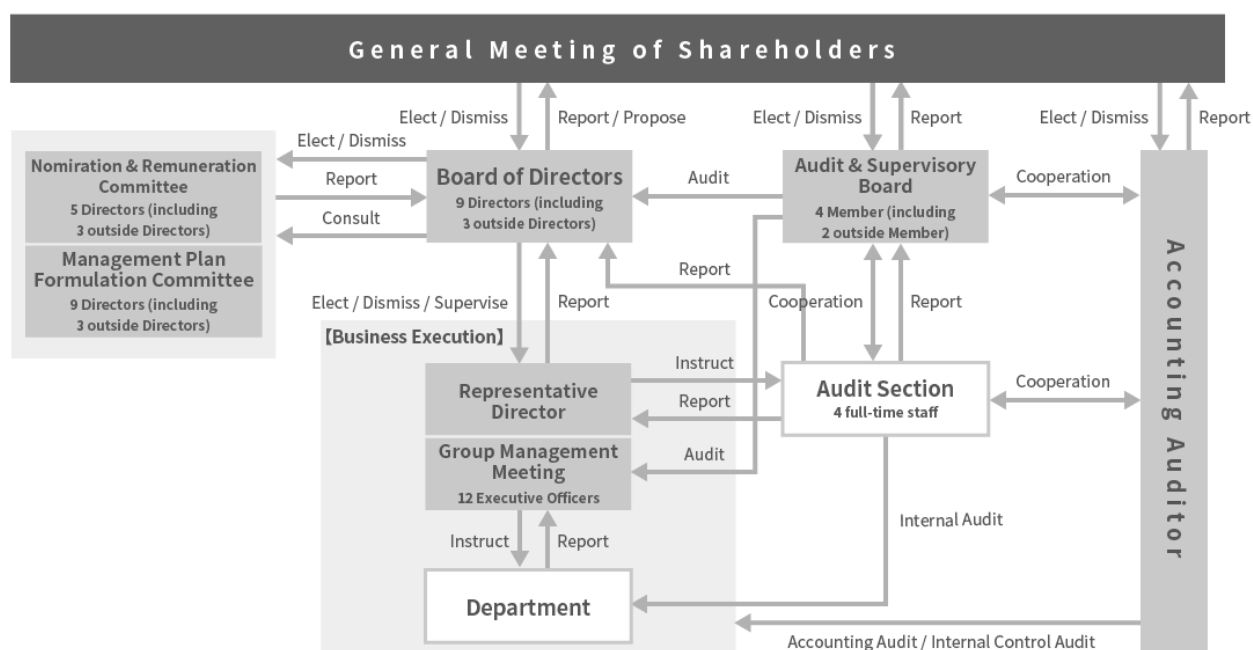 General Meeting of Shareholders
Elect / Dismiss
Report / Propose
Elect / Dismiss
Report
Elect / Dismiss
Report
Nomiration & Remuneration
Committee
5 Directors (including
3 outside Directors)
Management Plan
Formulation Committee
9 Directors (including
3 outside Directors)
Elect / Dismiss
Report
Consult
Board of Directors
9 Directors (including
3 outside Directors)
Audit
Audit & Supervisory
Board
4 Member (including
2 outside Member)
Cooperation
Accounting Auditor
Elect / Dismiss / Supervise
Report
Report
Cooperation
Report
【Business Execution】
Representative
Director
Instruct
Report
Audit Section
4 full-time staff
Cooperation
Group Management
Meeting
12 Executive Officers
Audit
Instruct
Report
Internal Audit
Department
Accounting Audit / Internal Control Audit